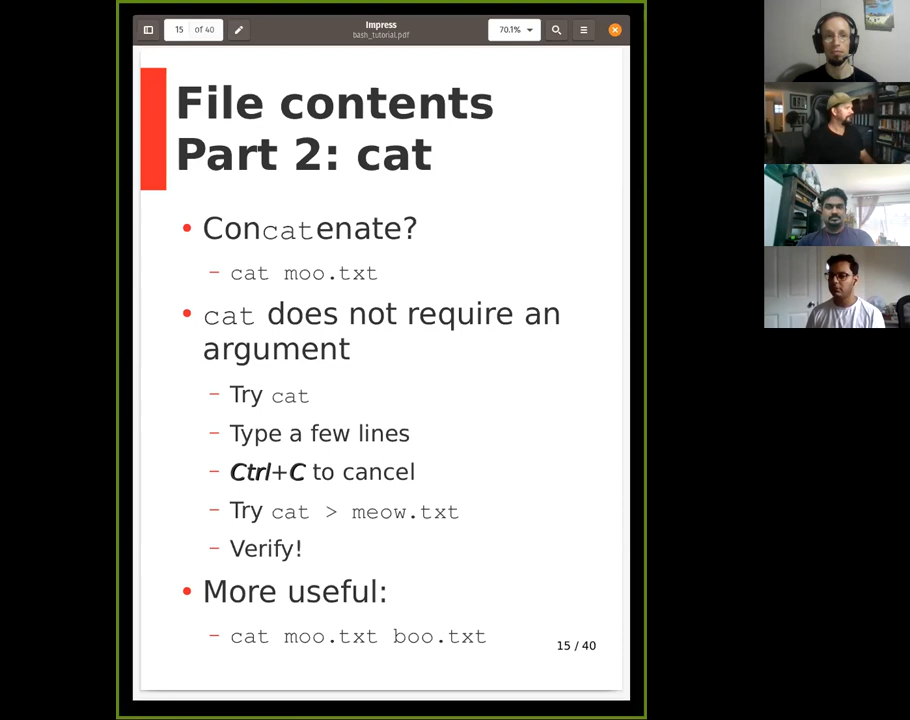 Impress
bash_tutorial.pdf
15 of 40
70.1%
File contents
Part 2: cat
• Concatenate?
– cat moo.txt
• cat does not require an
argument
– Try cat
– Type a few lines
– Ctrl+C to cancel
– Try cat > meow.txt
– Verify!
• More useful:
– cat moo.txt boo.txt
15 / 40